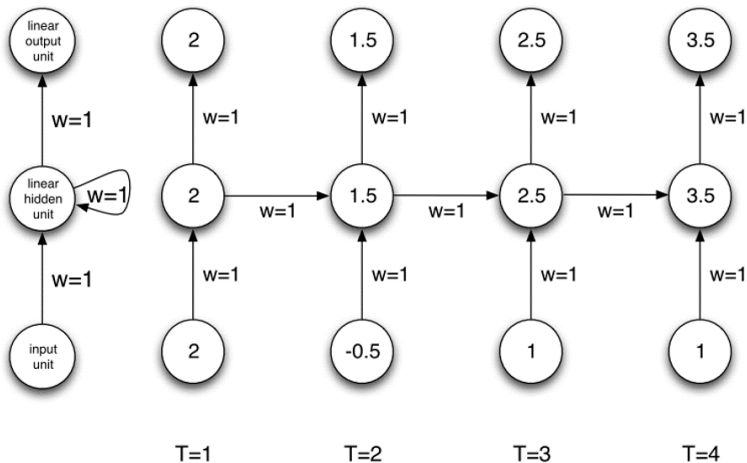 linear
output
unit
2
1.5
2.5
3.5
w=1
w=1
w=1
w=1
w=1
linear
hidden
unit
w=1
2
w=1
1.5
w=1
2.5
w=1
3.5
w=1
w=1
w=1
w=1
w=1
input
unit
2
-0.5
1
1
T=1
T=2
T=3
T=4